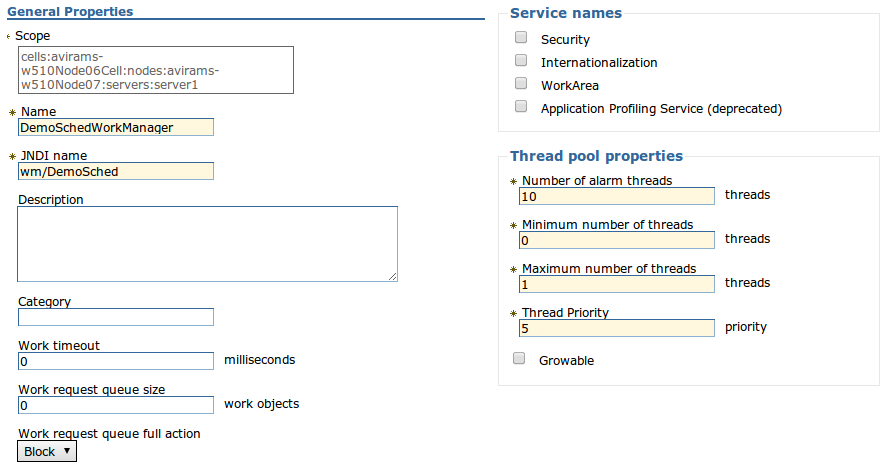 General Properties
Scope
cells:avirams-
w510Node06Cell:nodes:avirams-
w510Node07:servers:server1
* Name
DemoSchedWorkManager
* JNDI name
wm/DemoSched
Description
Category
Work timeout
0 milliseconds
Work request queue size
0 work objects
Work request queue full action
Block ▼
Service names
Security
Internationalization
WorkArea
Application Profiling Service (deprecated)
Thread pool properties
* Number of alarm threads
10 threads
* Minimum number of threads
0 threads
* Maximum number of threads
1 threads
* Thread Priority
5 priority
Growable